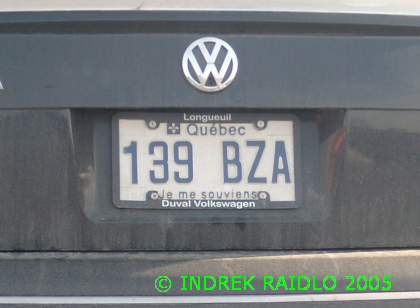 Longueuil
Québec
139 BZA
Je me souviens
Duval Volkswagen
© INDREK RAIDLO 2005